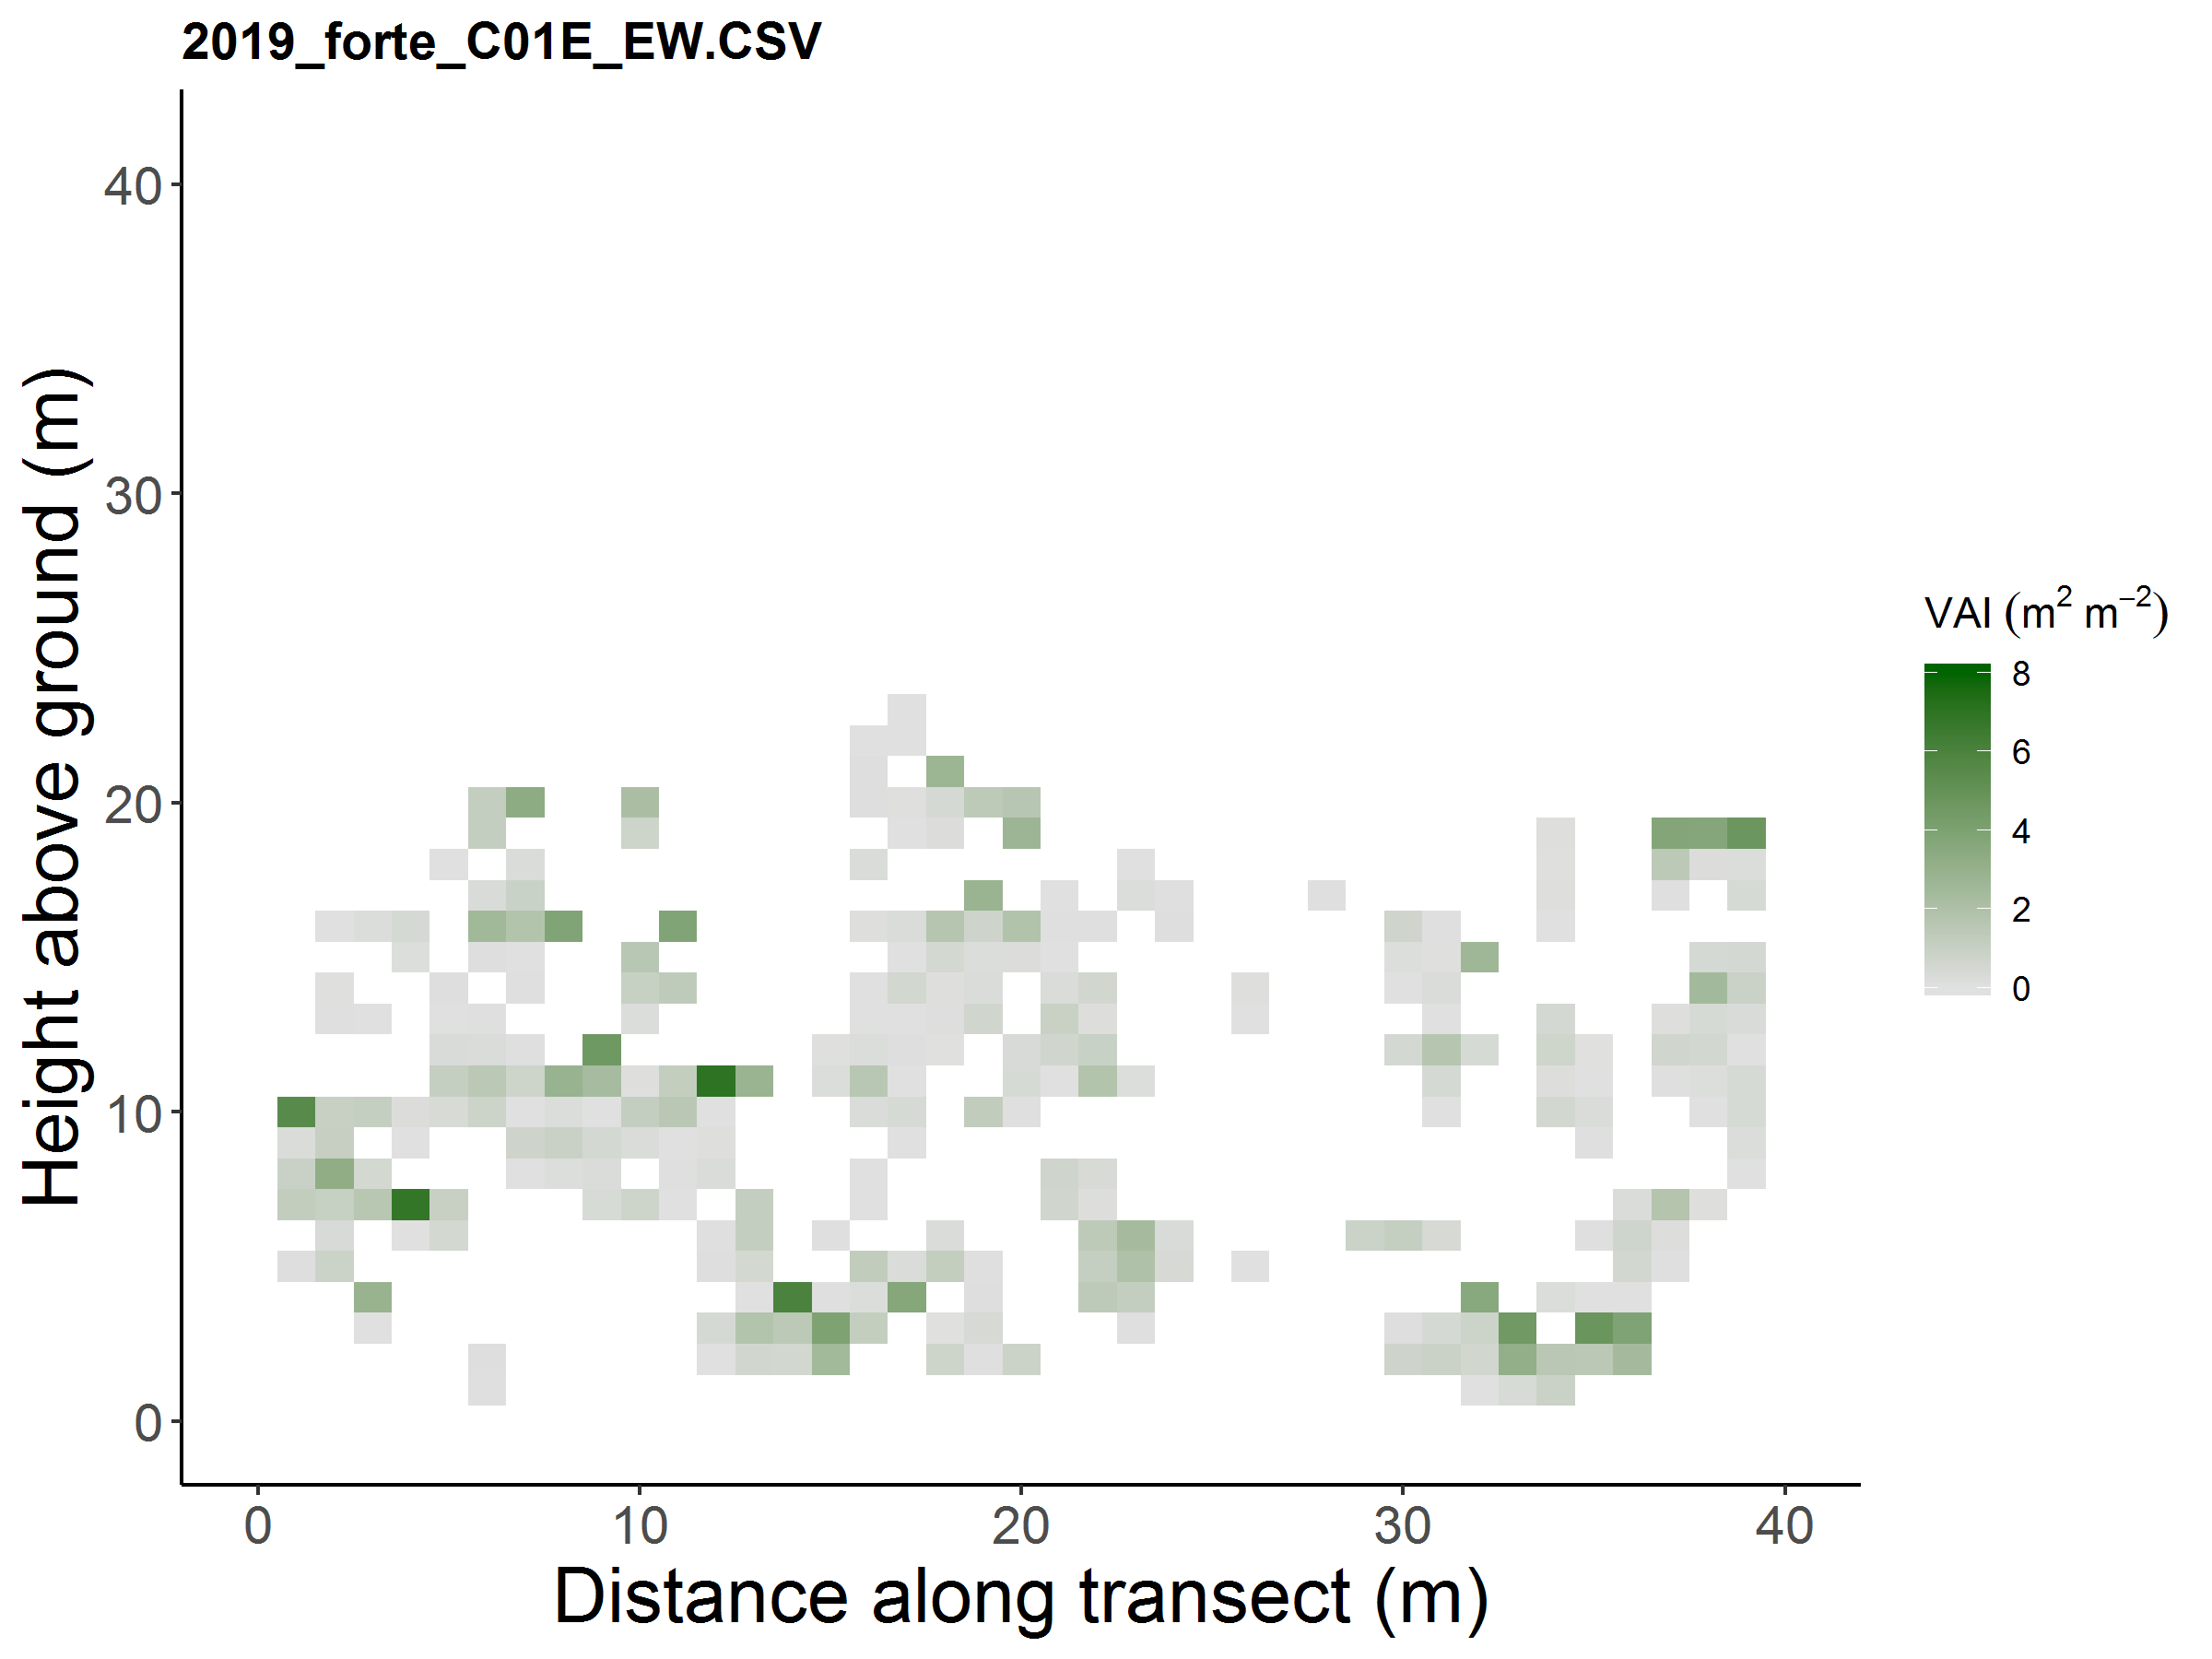 2019_forte_C01E_EW.CSV
Height above ground (m)
40
30
20
10
0
0 10 20 30 40
Distance along transect (m)
VAI (m² m⁻²)
8
6
4
2
0